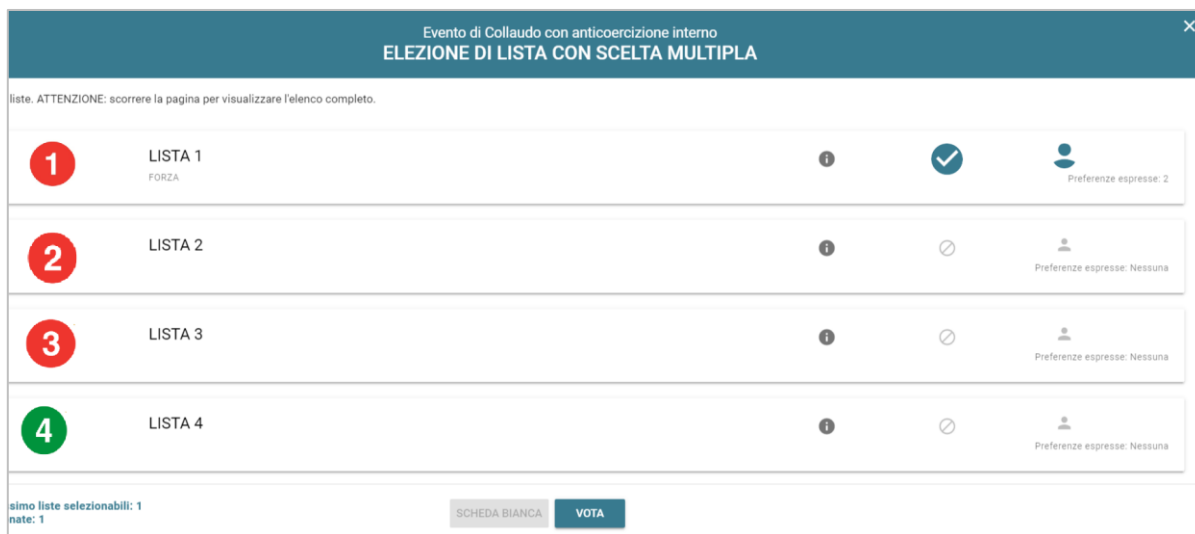 Evento di Collaudo con anticoercizione interno
ELEZIONE DI LISTA CON SCELTA MULTIPLA
liste. ATTENZIONE: scorrere la pagina per visualizzare l'elenco completo.
1 LISTA 1
FORZA
Preferenze espresse: 2
2 LISTA 2
Preferenze espresse: Nessuna
3 LISTA 3
Preferenze espresse: Nessuna
4 LISTA 4
Preferenze espresse: Nessuna
simo liste selezionabili: 1
nate: 1
SCHEDA BIANCA VOTA